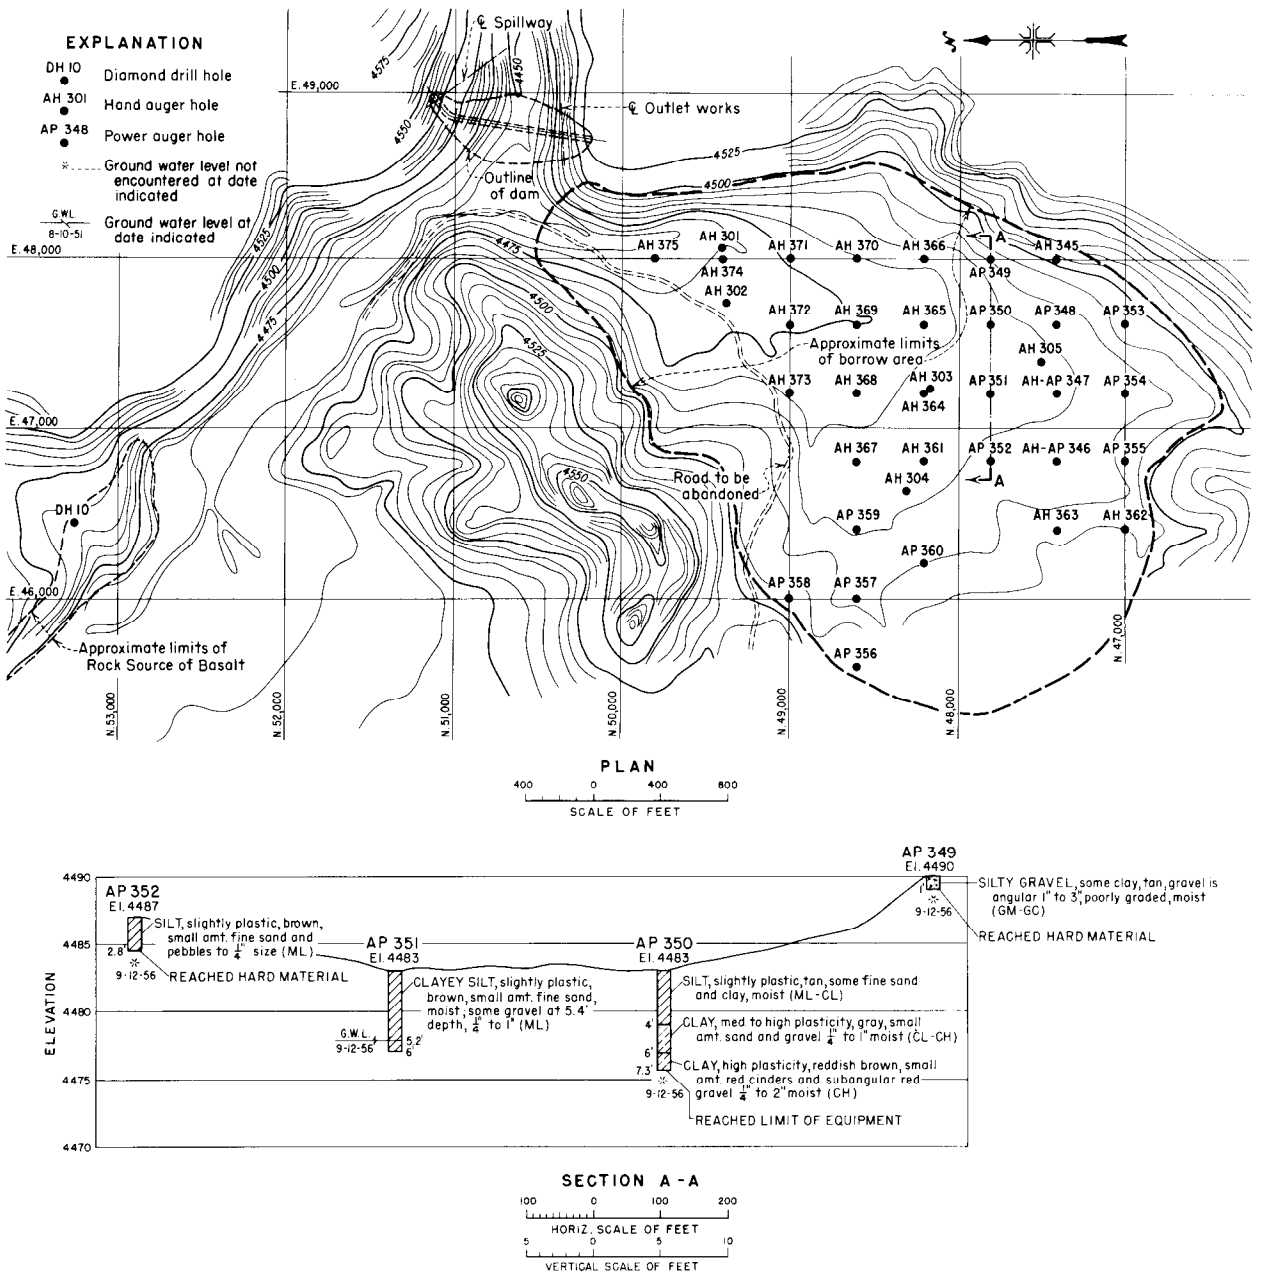 EXPLANATION
DH 10
Diamond drill hole
AH 301
Hand auger hole
AP 348
Power auger hole
Ground water level not
encountered at date
indicated
G.W.L.
8-10-51
Ground water level at
date indicated
℄ Spillway
4575
4550
4450
E. 49,000
℄ Outlet works
Outline
of dam
4525
4500
E. 48,000
4525
4500
4475
4475
4500
4525
4550
AH 375
AH 301
AH 374
AH 302
AH 371
AH 370
AH 366
A
AP 349
AH 345
AH 372
AH 369
AH 365
AP 350
AP 348
AP 353
Approximate limits
of borrow area
AH 305
AH 373
AH 368
AH 303
AH 364
AP 351
AH-AP 347
AP 354
E. 47,000
AH 367
AH 361
AP 352
AH-AP 346
AP 355
Road to be
abandoned
AH 304
A
DH 10
AP 359
AH 363
AH 362
AP 360
E. 46,000
AP 358
AP 357
Approximate limits of
Rock Source of Basalt
AP 356
N. 53,000
N. 52,000
N. 51,000
N. 50,000
N. 49,000
N. 48,000
N. 47,000
PLAN
400 0 400 800
SCALE OF FEET
ELEVATION
4490
4485
4480
4475
4470
AP 352
El. 4487
SILT, slightly plastic, brown,
small amt. fine sand and
pebbles to 1/4" size (ML)
2.8'
9-12-56
REACHED HARD MATERIAL
AP 351
El. 4483
CLAYEY SILT, slightly plastic,
brown, small amt. fine sand,
moist; some gravel at 5.4'
depth, 1/4" to 1" (ML)
G.W.L.
9-12-56
5.2'
6'
AP 350
El. 4483
SILT, slightly plastic, tan, some fine sand
and clay, moist (ML-CL)
4'
CLAY, med to high plasticity, gray, small
amt. sand and gravel 1/4" to 1" moist (CL-CH)
6'
CLAY, high plasticity, reddish brown, small
amt. red cinders and subangular red
gravel 1/4" to 2" moist (CH)
7.3'
9-12-56
REACHED LIMIT OF EQUIPMENT
AP 349
El. 4490
SILTY GRAVEL, some clay, tan, gravel is
angular 1" to 3", poorly graded, moist
(GM-GC)
1'
9-12-56
REACHED HARD MATERIAL
SECTION A-A
100 0 100 200
HORIZ. SCALE OF FEET
5 0 5 10
VERTICAL SCALE OF FEET